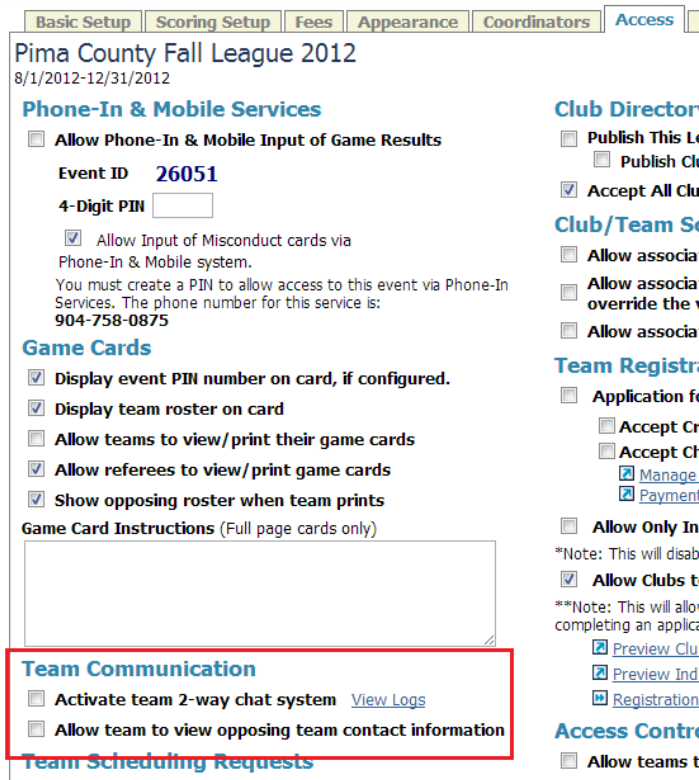 Basic Setup Scoring Setup Fees Appearance Coordinators Access
Pima County Fall League 2012
8/1/2012-12/31/2012
Phone-In & Mobile Services
Allow Phone-In & Mobile Input of Game Results
Event ID 26051
4-Digit PIN
Allow Input of Misconduct cards via
Phone-In & Mobile system.
You must create a PIN to allow access to this event via Phone-In
Services. The phone number for this service is:
904-758-0875
Game Cards
Display event PIN number on card, if configured.
Display team roster on card
Allow teams to view/print their game cards
Allow referees to view/print game cards
Show opposing roster when team prints
Game Card Instructions (Full page cards only)
Team Communication
Activate team 2-way chat system View Logs
Allow team to view opposing team contact information
Team Scheduling Requests
Club Directory
Publish This Le
Publish Clu
Accept All Clu
Club/Team Sc
Allow associa
Allow associa
override the v
Allow associa
Team Registra
Application fo
Accept Cr
Accept Ch
Manage
Payment
Allow Only In
*Note: This will disab
Allow Clubs t
**Note: This will allow
completing an applica
Preview Clu
Preview Ind
Registration
Access Contro
Allow teams t